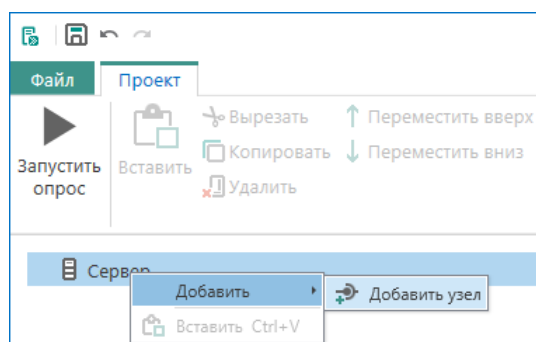 Файл Проект
Запустить опрос
Вставить
Вырезать
Копировать
Удалить
Переместить вверх
Переместить вниз
Сервер
Добавить
Добавить узел
Вставить Ctrl+V